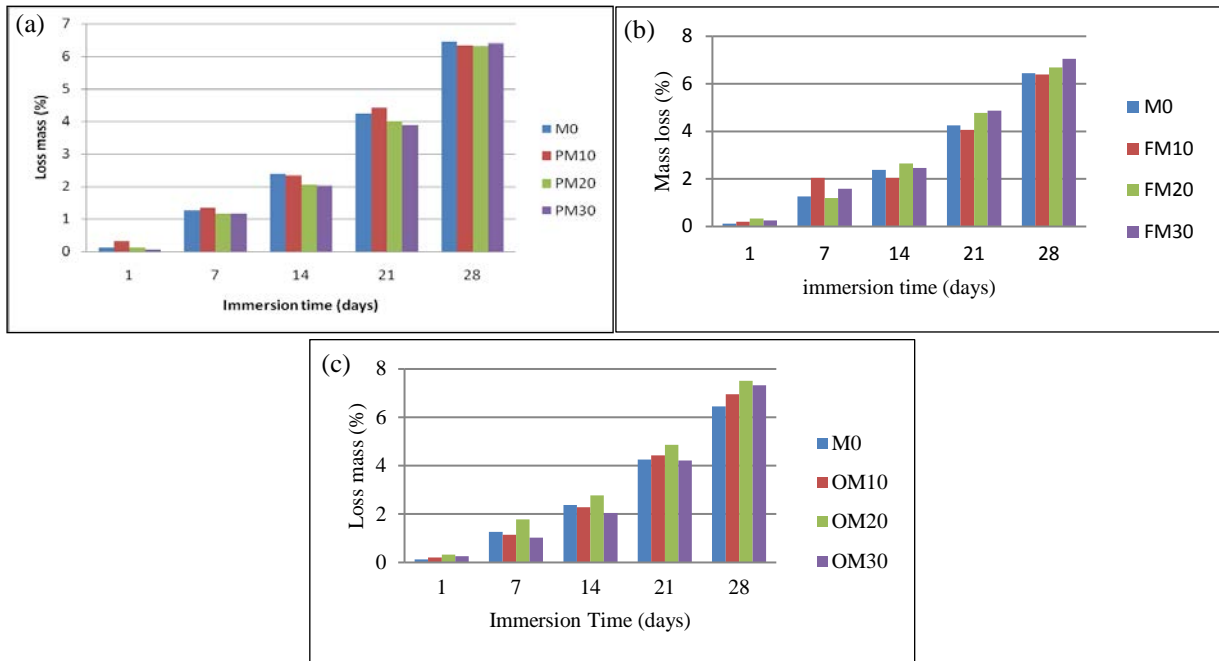 (a)
7
6
5
4
3
2
1
0
Loss mass (%)
1 7 14 21 28
Immersion time (days)
M0
PM10
PM20
PM30
(b)
8
6
4
2
0
Mass loss (%)
1 7 14 21 28
immersion time (days)
M0
FM10
FM20
FM30
(c)
8
6
4
2
0
Loss mass (%)
1 7 14 21 28
Immersion Time (days)
M0
OM10
OM20
OM30